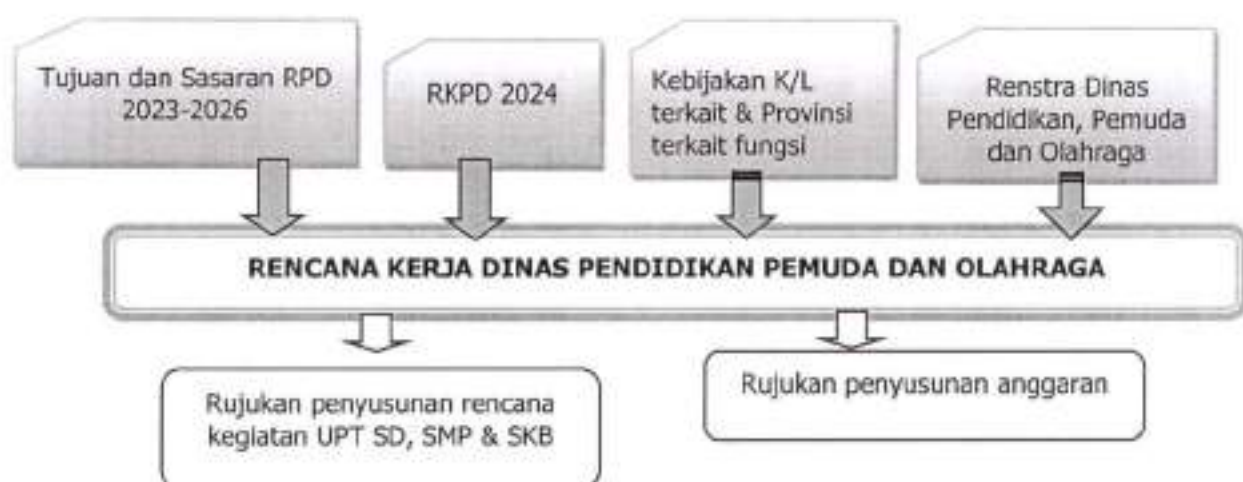 Tujuan dan Sasaran RPD
2023-2026
RKPD 2024
Kebijakan K/L
terkait & Provinsi
terkait fungsi
Renstra Dinas
Pendidikan, Pemuda
dan Olahraga
RENCANA KERJA DINAS PENDIDIKAN PEMUDA DAN OLAHRAGA
Rujukan penyusunan rencana
kegiatan UPT SD, SMP & SKB
Rujukan penyusunan anggaran